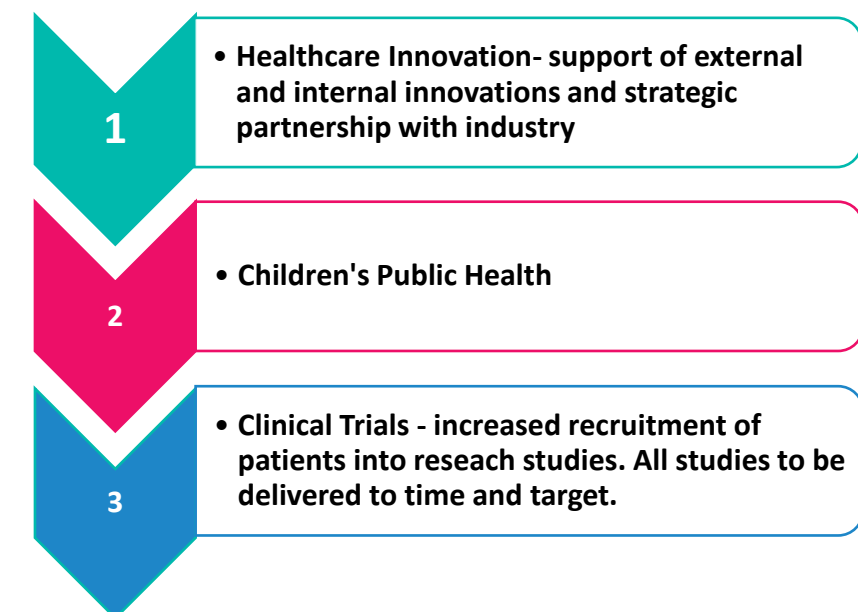 1
• Healthcare Innovation- support of external
and internal innovations and strategic
partnership with industry
2
• Children's Public Health
3
• Clinical Trials - increased recruitment of
patients into reseach studies. All studies to be
delivered to time and target.